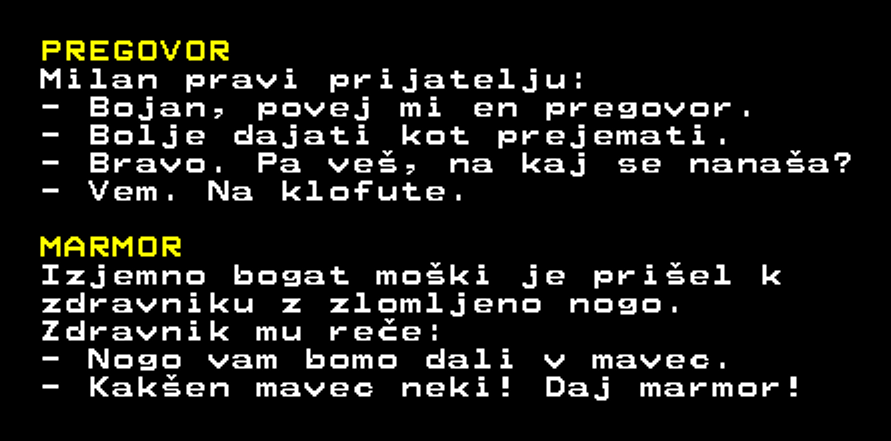 PREGOVOR
Milan pravi prijatelju:
- Bojan, povej mi en pregovor.
- Bolje dajati kot prejemati.
- Bravo. Pa veš, na kaj se nanaša?
- Vem. Na klofute.
MARMOR
Izjemno bogat moški je prišel k
zdravniku z zlomljeno nogo.
Zdravnik mu reče:
- Nogo vam bomo dali v mavec.
- Kakšen mavec neki! Daj marmor!